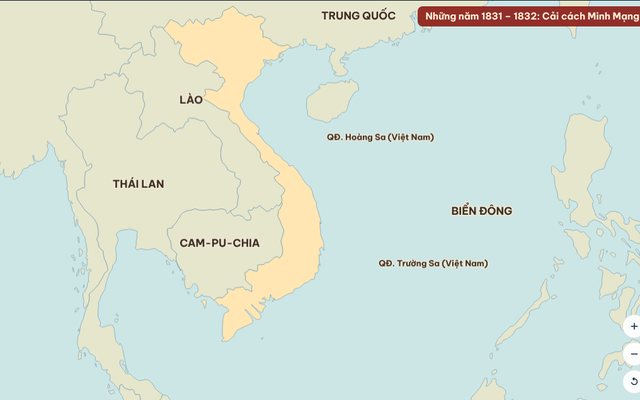 TRUNG QUỐC
Những năm 1831 – 1832: Cải cách Minh Mạng
LÀO
QĐ. Hoàng Sa (Việt Nam)
THÁI LAN
BIỂN ĐÔNG
CAM-PU-CHIA
QĐ. Trường Sa (Việt Nam)